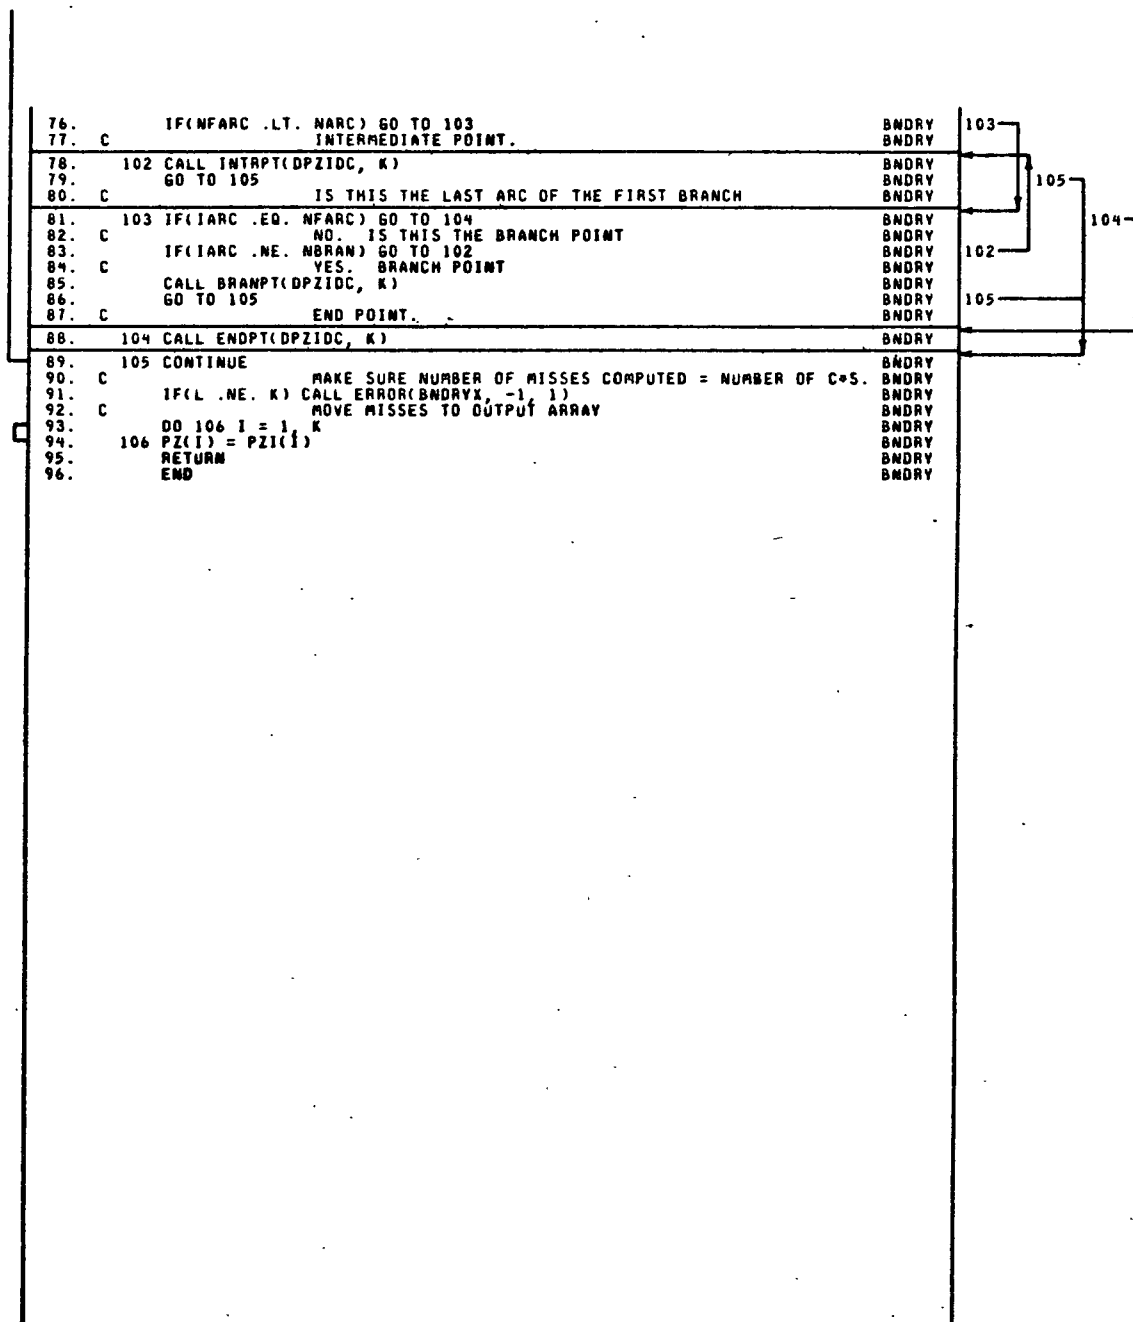 76. IF(NFARC .LT. NARC) GO TO 103 BNDRY 103
77. C INTERMEDIATE POINT. BNDRY
78. 102 CALL INTRPT(DPZIDC, K) BNDRY
79. GO TO 105 BNDRY 105
80. C IS THIS THE LAST ARC OF THE FIRST BRANCH BNDRY
81. 103 IF(IARC .EQ. NFARC) GO TO 104 BNDRY 104
82. C NO. IS THIS THE BRANCH POINT BNDRY
83. IF(IARC .NE. NBRAN) GO TO 102 BNDRY 102
84. C YES. BRANCH POINT BNDRY
85. CALL BRANPT(DPZIDC, K) BNDRY
86. GO TO 105 BNDRY 105
87. C END POINT. BNDRY
88. 104 CALL ENDPT(DPZIDC, K) BNDRY
89. 105 CONTINUE BNDRY
90. C MAKE SURE NUMBER OF MISSES COMPUTED = NUMBER OF C*S. BNDRY
91. IF(L .NE. K) CALL ERROR(BNDRYX, -1, 1) BNDRY
92. C MOVE MISSES TO OUTPUT ARRAY BNDRY
93. DO 106 I = 1, K BNDRY
94. 106 PZ(I) = PZI(I) BNDRY
95. RETURN BNDRY
96. END BNDRY